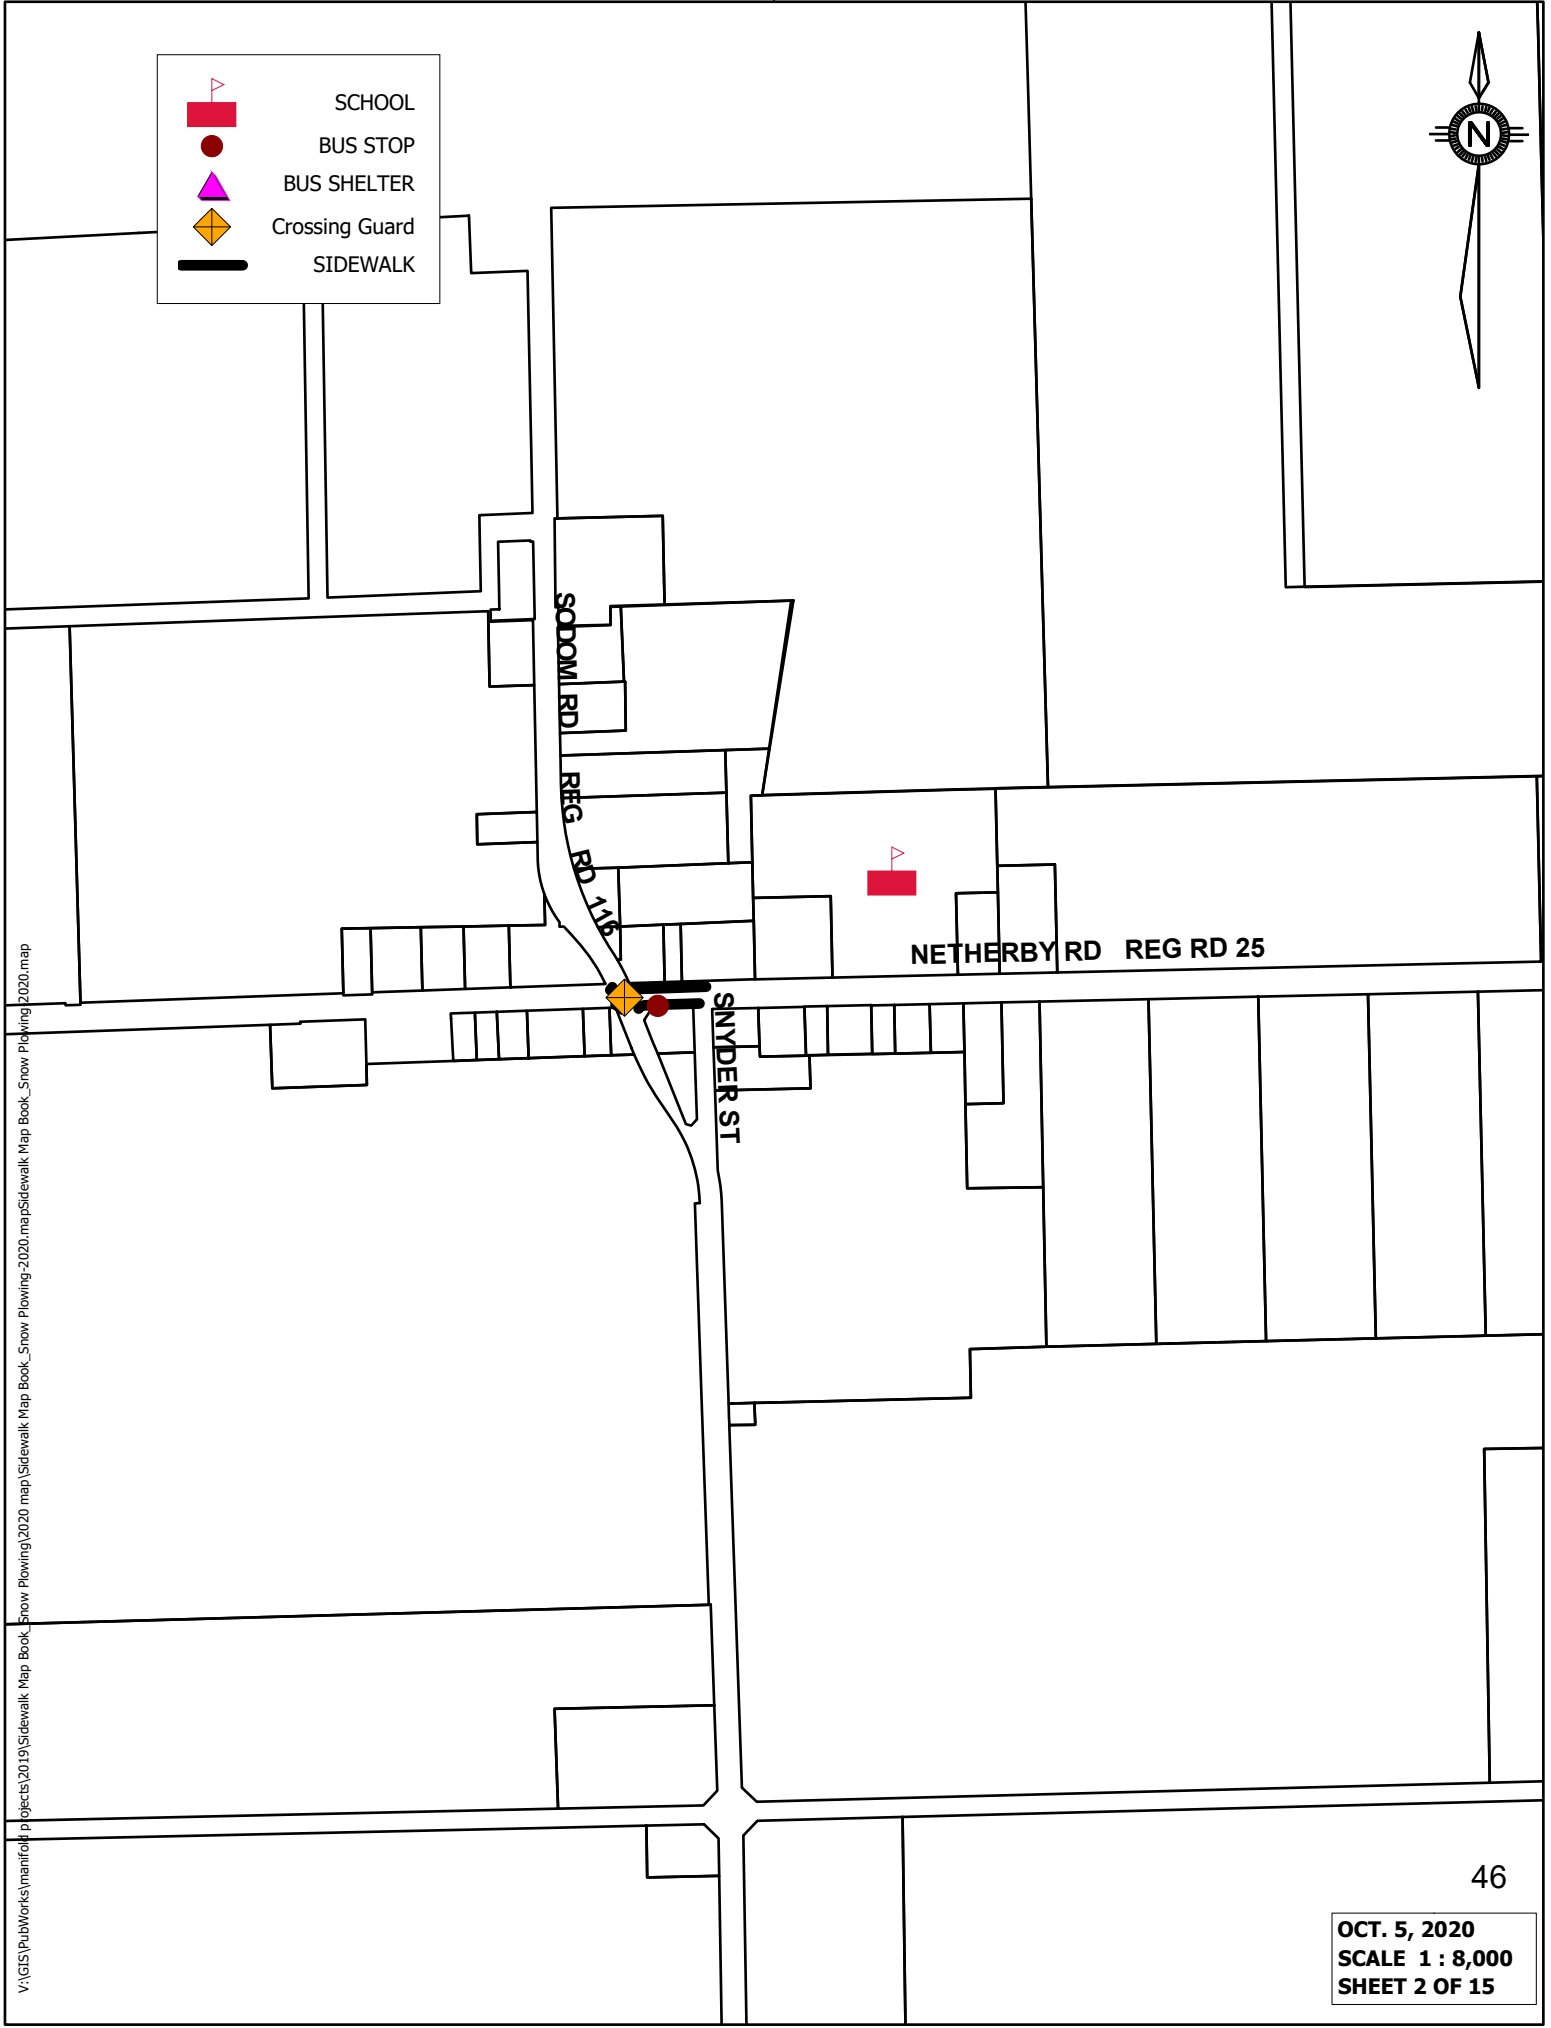 SCHOOL
BUS STOP
BUS SHELTER
Crossing Guard
SIDEWALK
N
SODOM RD REG RD 116
NETHERBY RD REG RD 25
SNYDER ST
V:\GIS\PubWorks\manifold projects\2019\Sidewalk Map Book_Snow Plowing\2020 map\Sidewalk Map Book_Snow Plowing-2020.mapSidewalk Map Book_Snow Plowing-2020.map
46
OCT. 5, 2020
SCALE 1 : 8,000
SHEET 2 OF 15